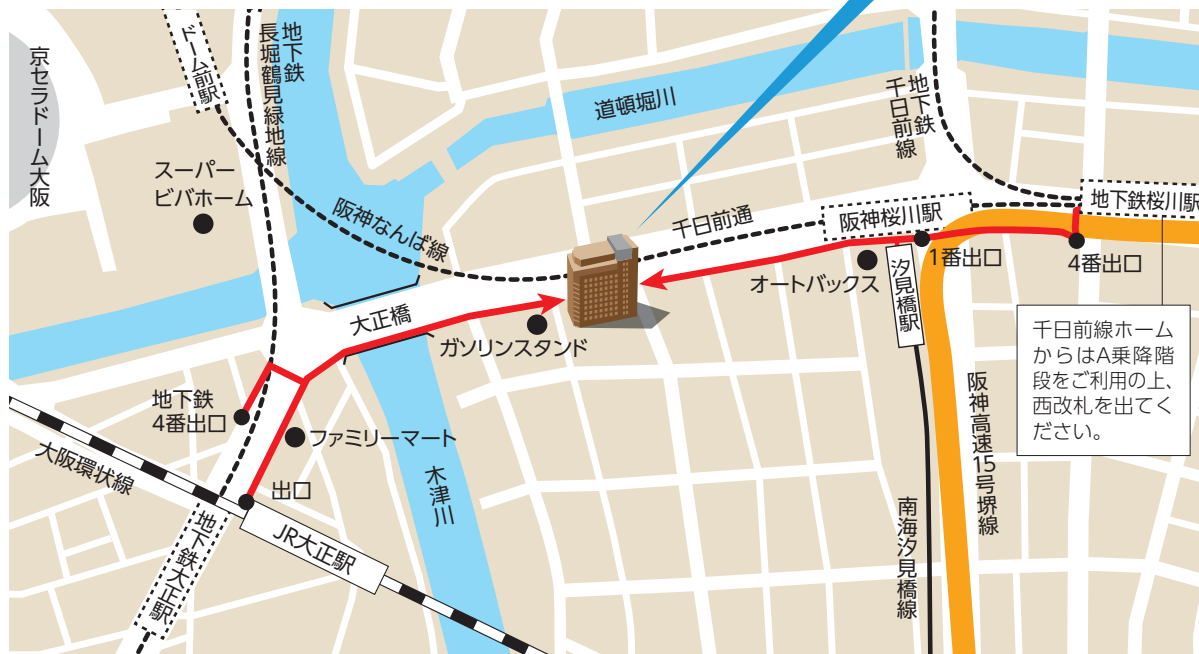 京セラドーム大阪
ドーム前駅
地下鉄
長堀鶴見緑地線
スーパー
ビバホーム
道頓堀川
地下鉄
千日前線
阪神なんば線
千日前通
阪神桜川駅
地下鉄桜川駅
1番出口
4番出口
オートバックス
汐見橋駅
大正橋
ガソリンスタンド
千日前線ホーム
からはA乗降階
段をご利用の上、
西改札を出てく
ださい。
地下鉄
4番出口
ファミリーマート
大阪環状線
出口
木津川
地下鉄大正駅
JR大正駅
南海汐見橋線
阪神高速15号堺線